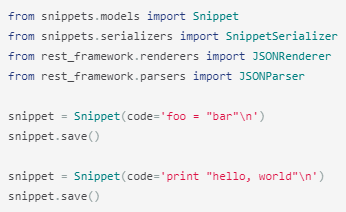 from snippets.models import Snippet
from snippets.serializers import SnippetSerializer
from rest_framework.renderers import JSONRenderer
from rest_framework.parsers import JSONParser

snippet = Snippet(code='foo = "bar"\n')
snippet.save()

snippet = Snippet(code='print "hello, world"\n')
snippet.save()